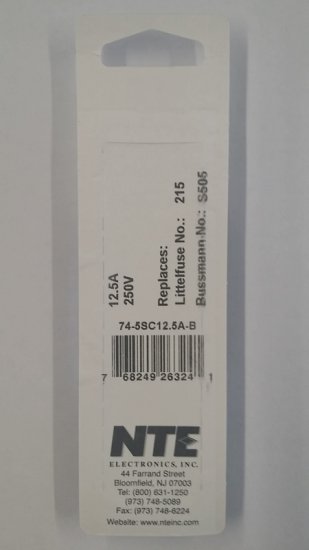 12.5A
250V
Replaces:
Littelfuse No.: 215
Bussmann No.: S505
74-5SC12.5A-B
7 68249 26324 1
NTE
ELECTRONICS, INC.
44 Farrand Street
Bloomfield, NJ 07003
Tel: (800) 631-1250
(973) 748-5089
Fax: (973) 748-6224
Website: www.nteinc.com